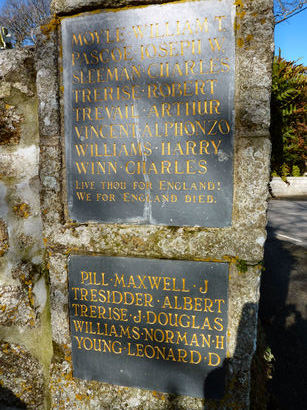 MOYLE · WILLIAM T.
PASCOE · JOSEPH W.
SLEEMAN · CHARLES
TRERISE · ROBERT
TREVAIL · ARTHUR
VINCENT · ALPHONZO
WILLIAMS · HARRY
WINN · CHARLES
LIVE THOU FOR ENGLAND!
WE FOR ENGLAND DIED.
PILL · MAXWELL · J
TRESIDDER · ALBERT
TRERISE · J · DOUGLAS
WILLIAMS · NORMAN · H
YOUNG · LEONARD · D